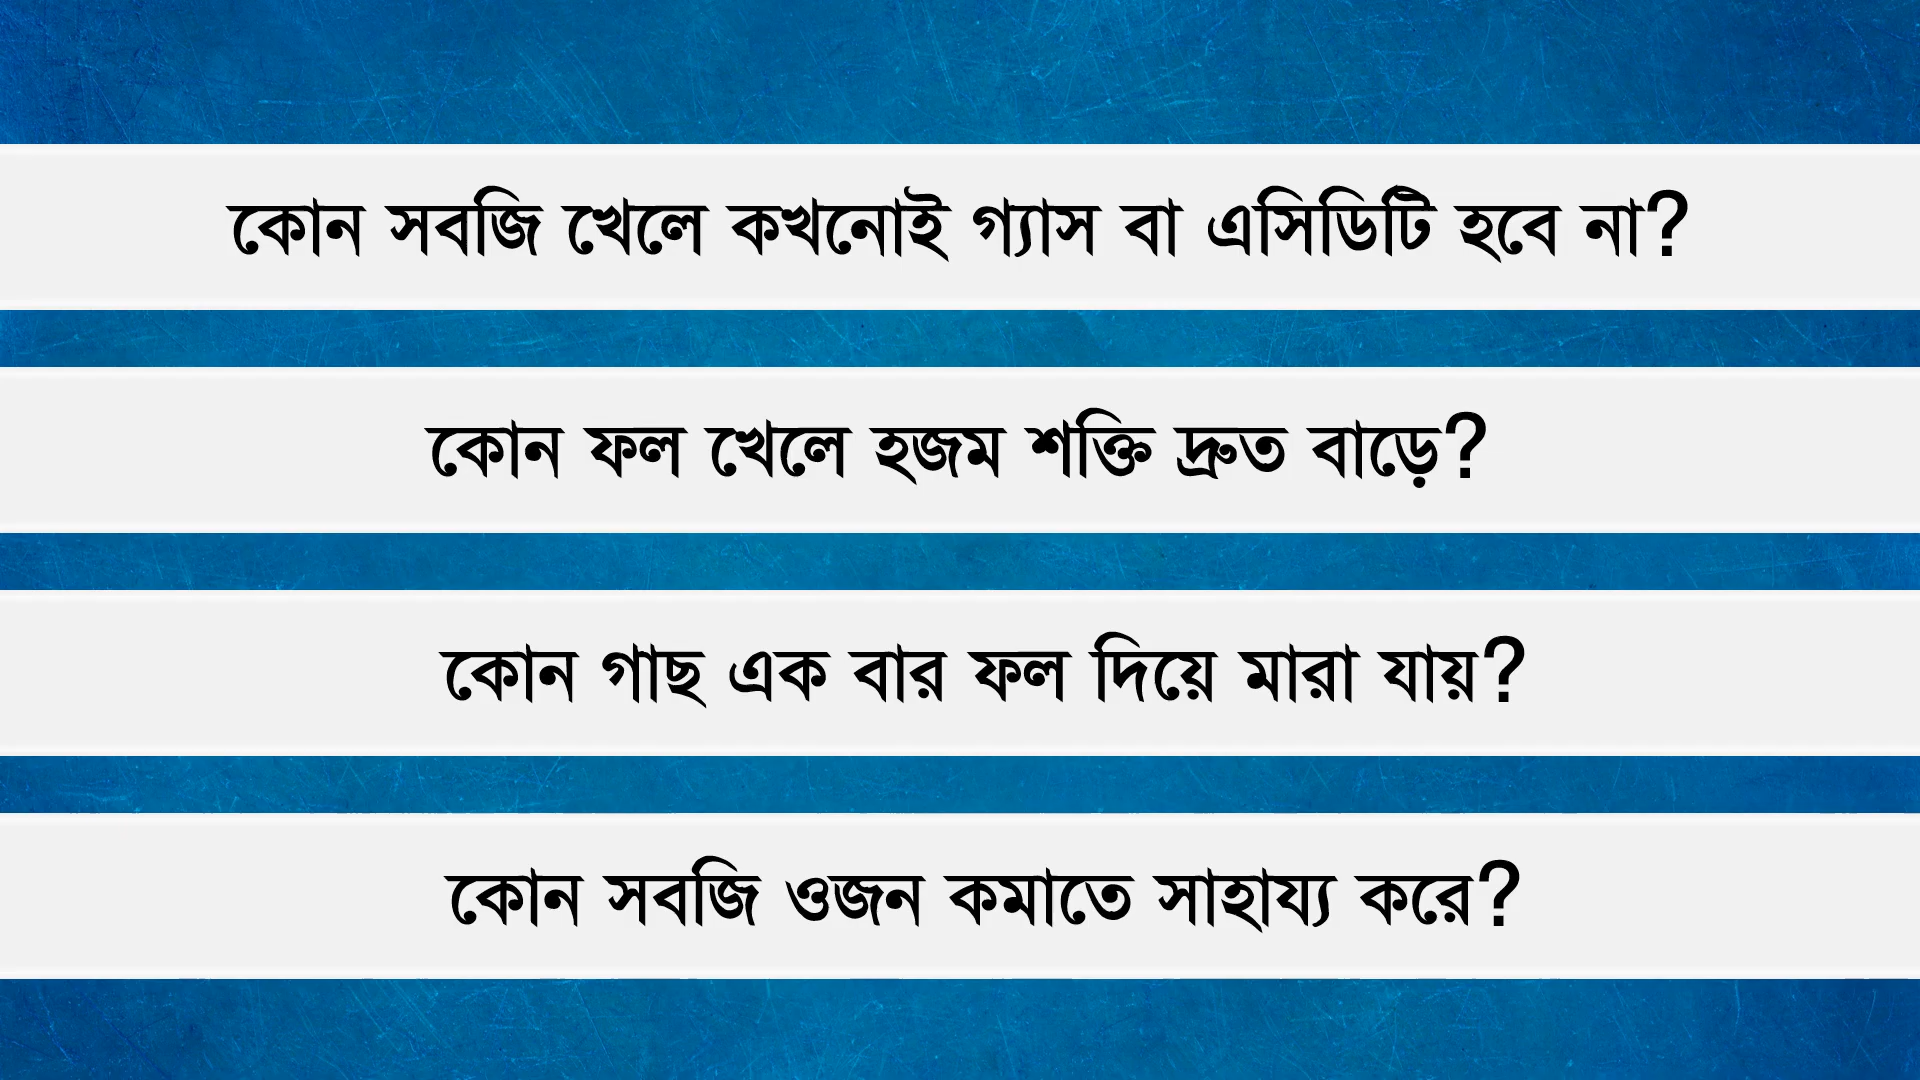 কোন সবজি খেলে কখনোই গ্যাস বা এসিডিটি হবে না?
কোন ফল খেলে হজম শক্তি দ্রুত বাড়ে?
কোন গাছ এক বার ফল দিয়ে মারা যায়?
কোন সবজি ওজন কমাতে সাহায্য করে?